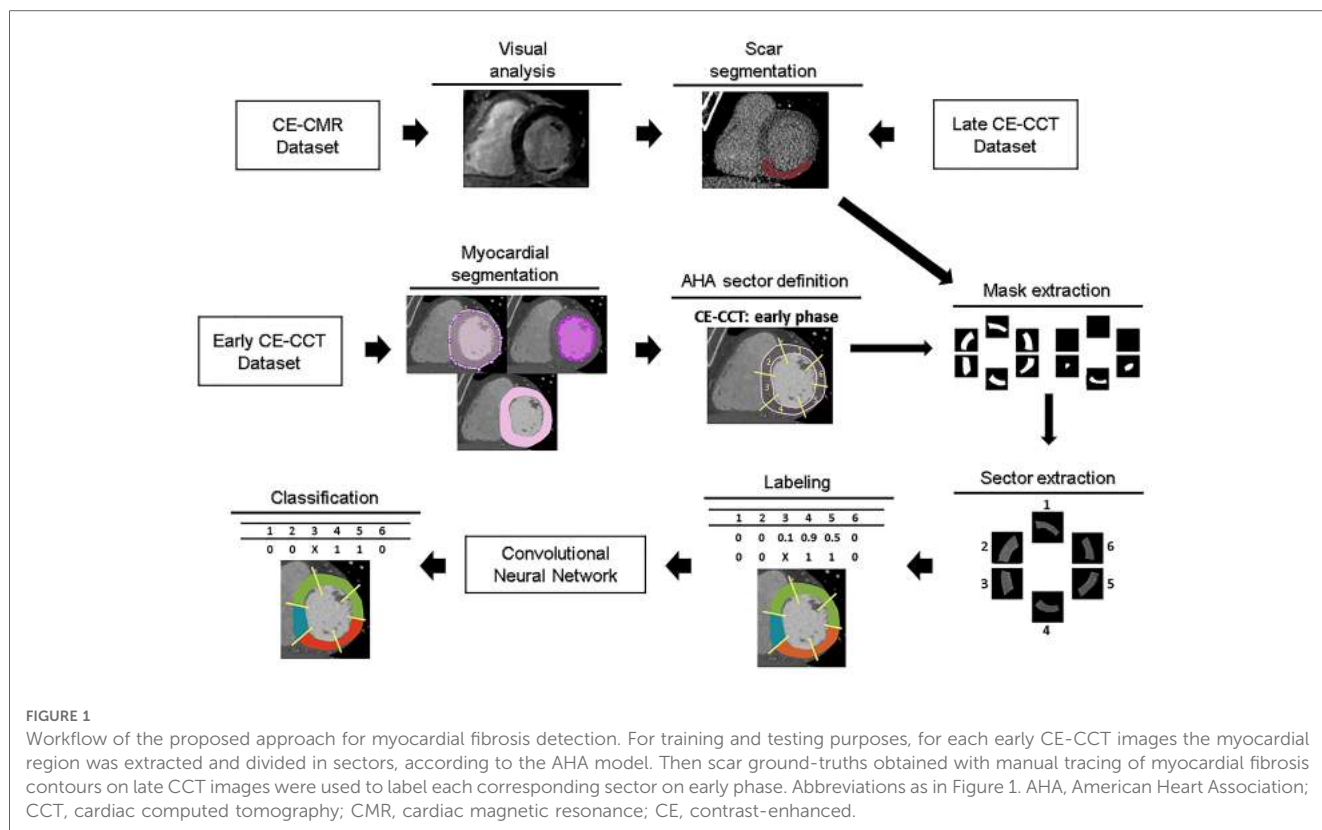 Visual
analysis
Scar
segmentation
CE-CMR
Dataset
Late CE-CCT
Dataset
Myocardial
segmentation
AHA sector definition
CE-CCT: early phase
Mask extraction
Early CE-CCT
Dataset
1
2
6
3
5
4
Classification
1 2 3 4 5 6
0 0 X 1 1 0
Convolutional
Neural Network
Labeling
1 2 3 4 5 6
0 0 0.1 0.9 0.5 0
0 0 X 1 1 0
Sector extraction
1
2
6
3
5
4
FIGURE 1
Workflow of the proposed approach for myocardial fibrosis detection. For training and testing purposes, for each early CE-CCT images the myocardial
region was extracted and divided in sectors, according to the AHA model. Then scar ground-truths obtained with manual tracing of myocardial fibrosis
contours on late CCT images were used to label each corresponding sector on early phase. Abbreviations as in Figure 1. AHA, American Heart Association;
CCT, cardiac computed tomography; CMR, cardiac magnetic resonance; CE, contrast-enhanced.